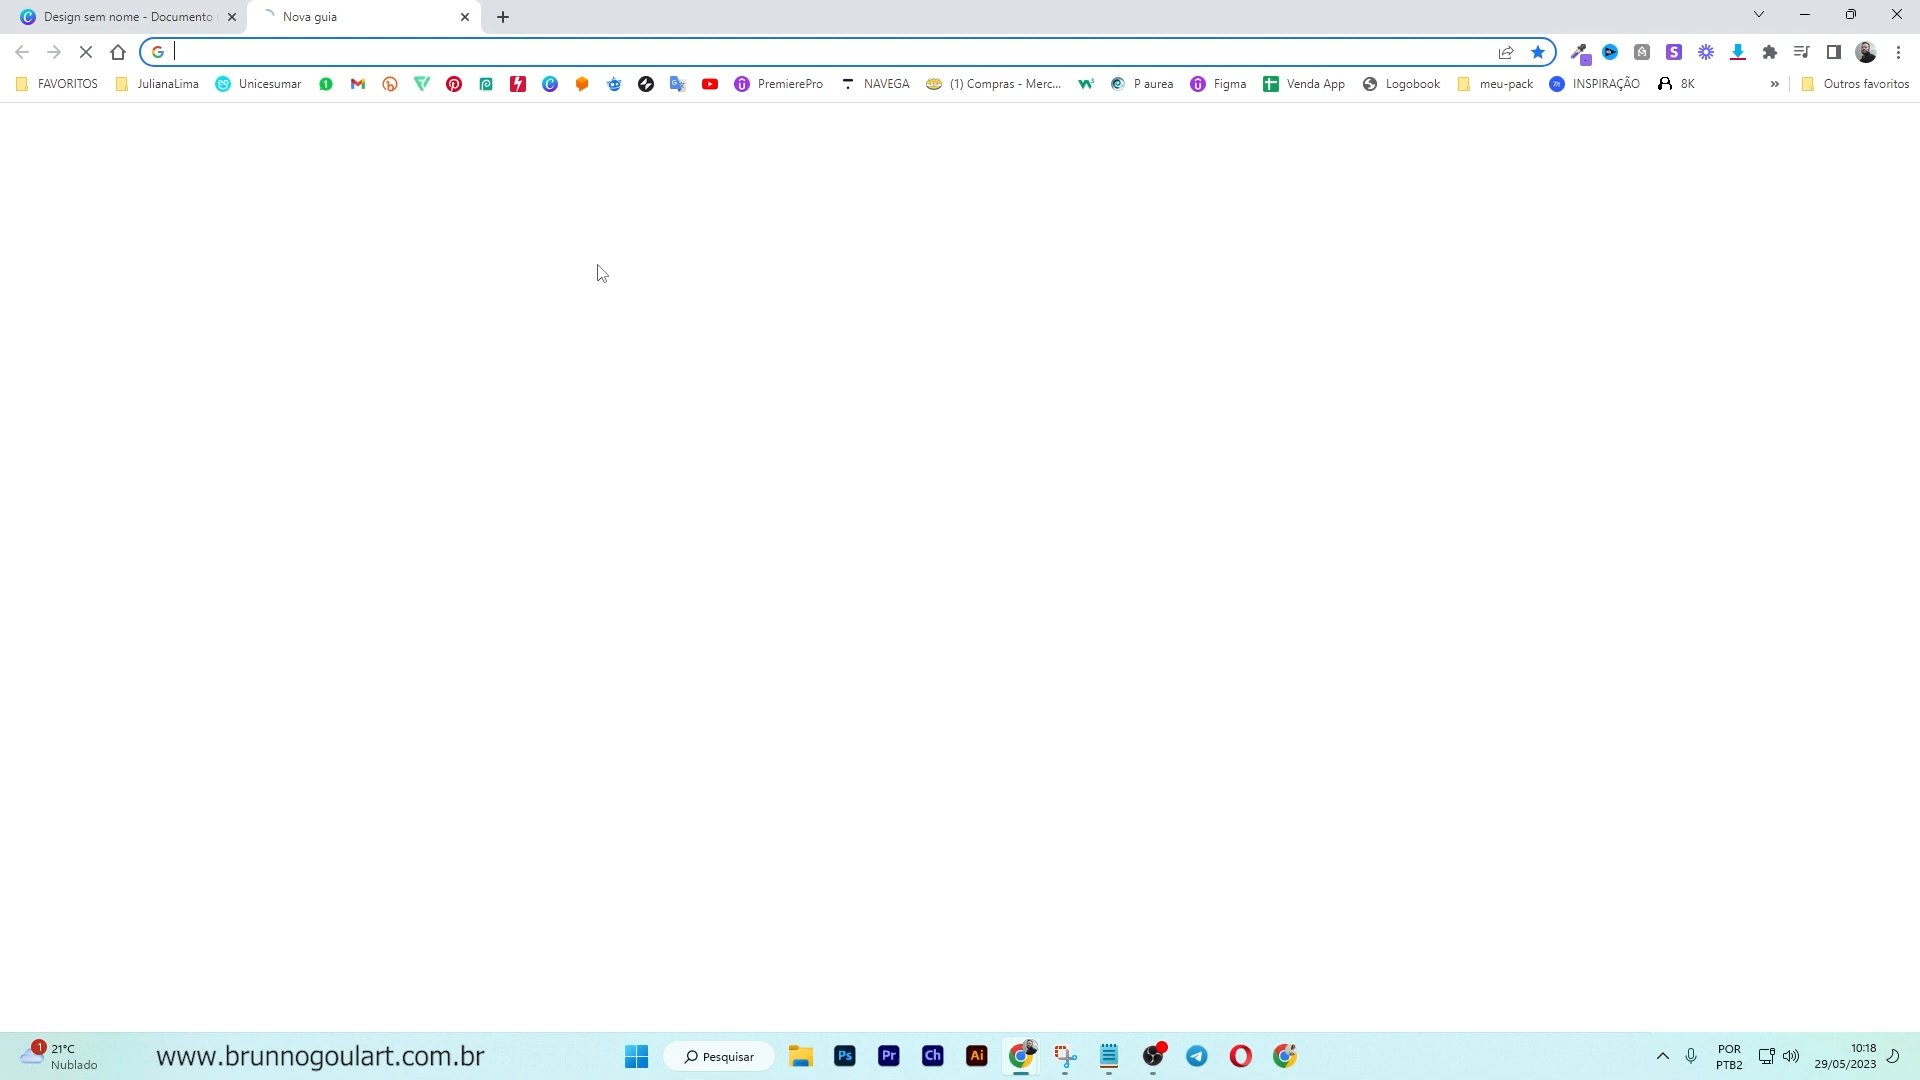 Design sem nome - Documento
Nova guia
FAVORITOS
JulianaLima
Unicesumar
PremierePro
NAVEGA
(1) Compras - Merc...
P aurea
Figma
Venda App
Logobook
meu-pack
INSPIRAÇÃO
8K
»
Outros favoritos
1
21°C
Nublado
www.brunnogoulart.com.br
Pesquisar
Ps
Pr
Ch
Ai
POR
PTB2
10:18
29/05/2023